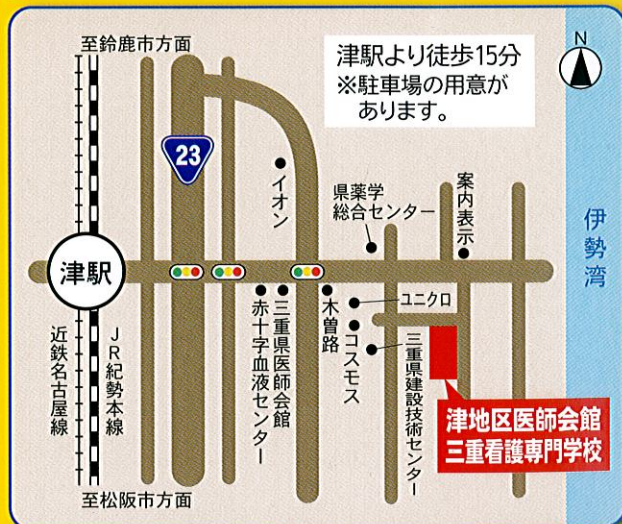 至鈴鹿市方面
津駅より徒歩15分
※駐車場の用意が
あります。
N
23
イオン
県薬学
総合センター
案内表示
伊勢湾
津駅
ユニクロ
木曽路
コスモス
三重県医師会館
赤十字血液センター
三重県建設技術センター
近鉄名古屋線
JR紀勢本線
津地区医師会館
三重看護専門学校
至松阪市方面